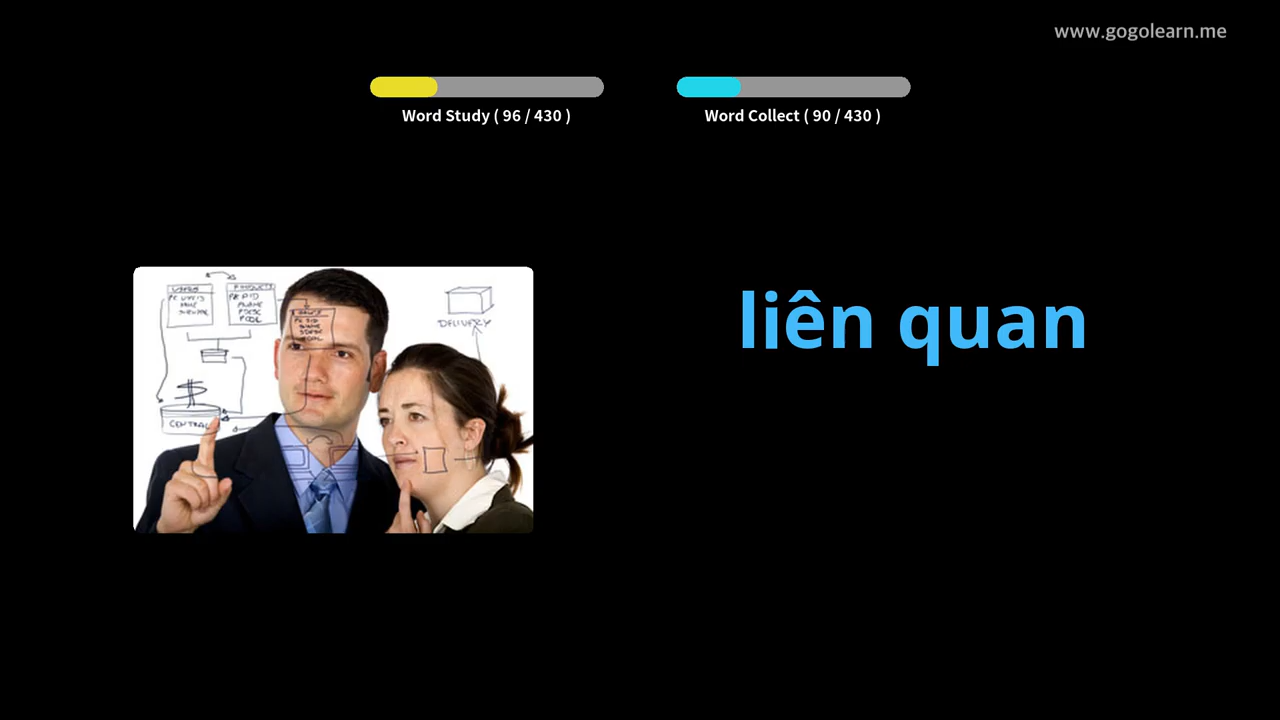 www.gogolearn.me
Word Study ( 96 / 430 )
Word Collect ( 90 / 430 )
liên quan
DELIVERY
CENTRAL